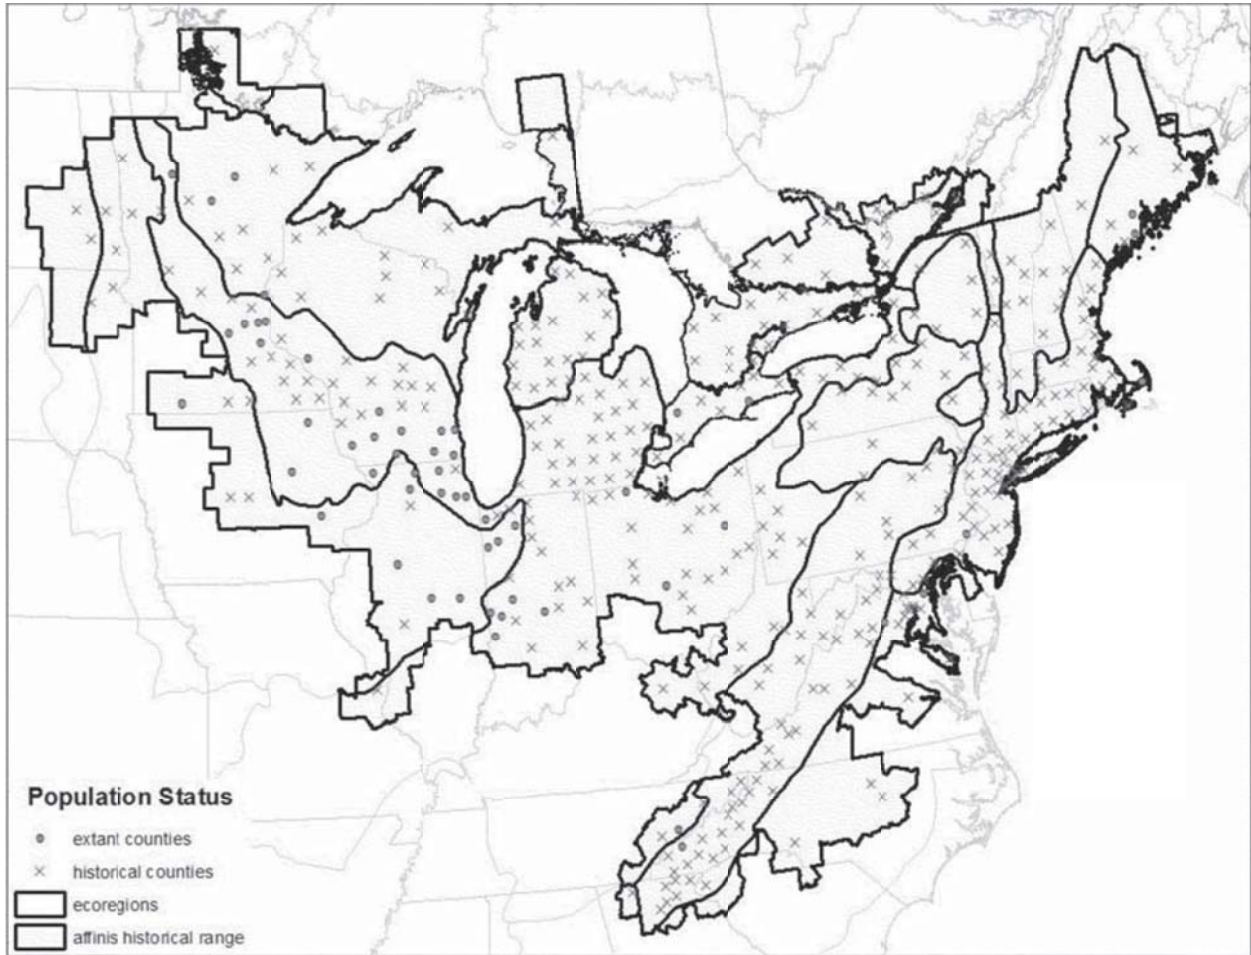 Population Status
extant counties
historical counties
ecoregions
affinis historical range